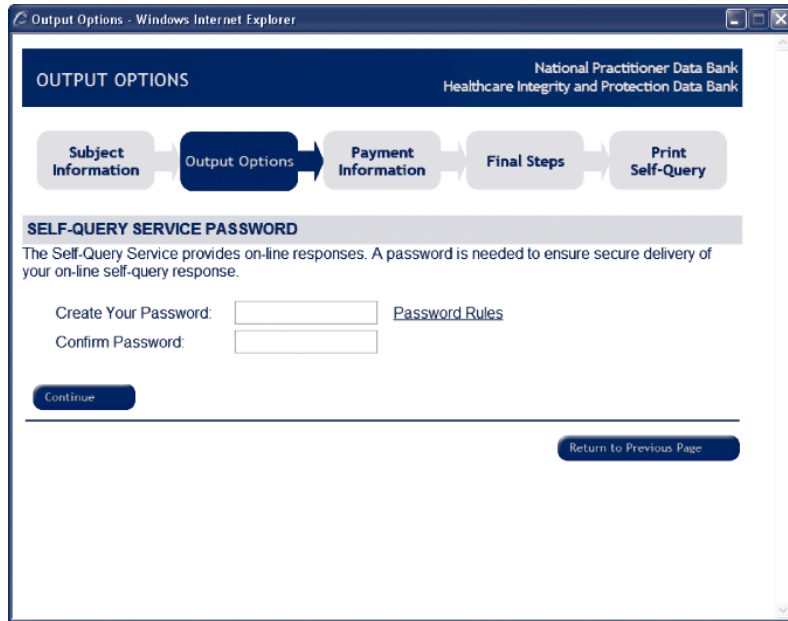 Output Options - Windows Internet Explorer
OUTPUT OPTIONS
National Practitioner Data Bank
Healthcare Integrity and Protection Data Bank
Subject
Information
Output Options
Payment
Information
Final Steps
Print
Self-Query
SELF-QUERY SERVICE PASSWORD
The Self-Query Service provides on-line responses. A password is needed to ensure secure delivery of
your on-line self-query response.
Create Your Password:
Password Rules
Confirm Password:
Continue
Return to Previous Page